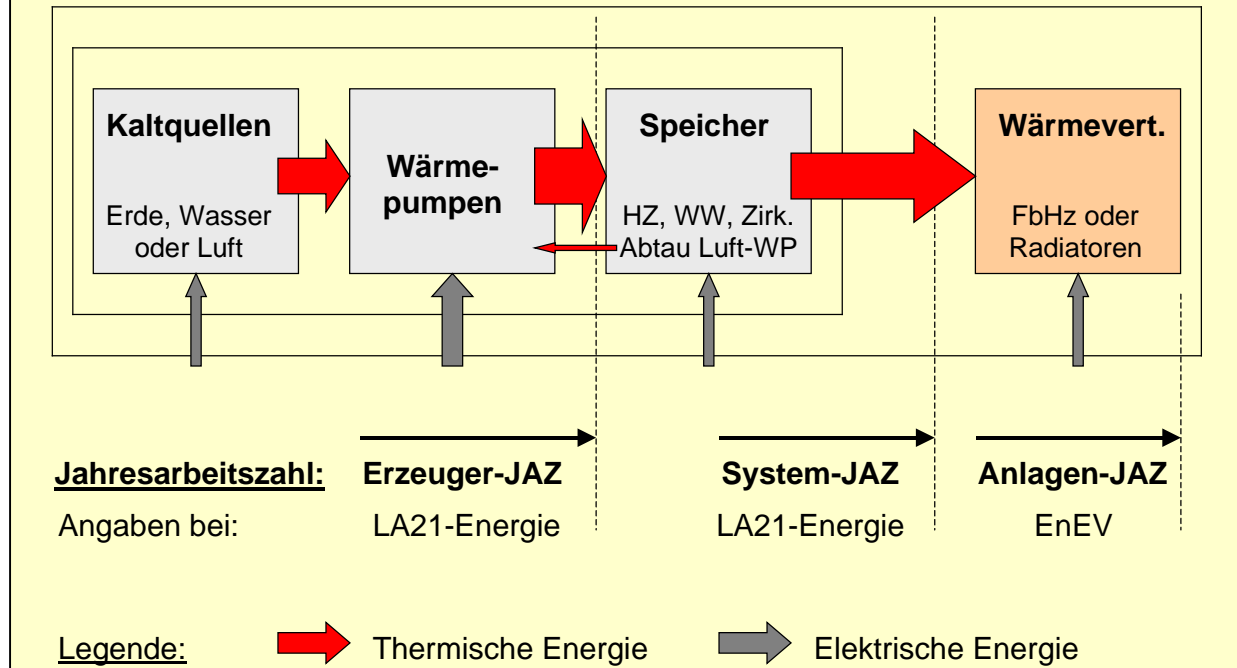 Kaltquellen
Erde, Wasser
oder Luft
Wärme-
pumpen
Speicher
HZ, WW, Zirk.
Abtau Luft-WP
Wärmevert.
FbHz oder
Radiatoren
Jahresarbeitszahl: Erzeuger-JAZ System-JAZ Anlagen-JAZ
Angaben bei: LA21-Energie LA21-Energie EnEV
Legende: Thermische Energie Elektrische Energie